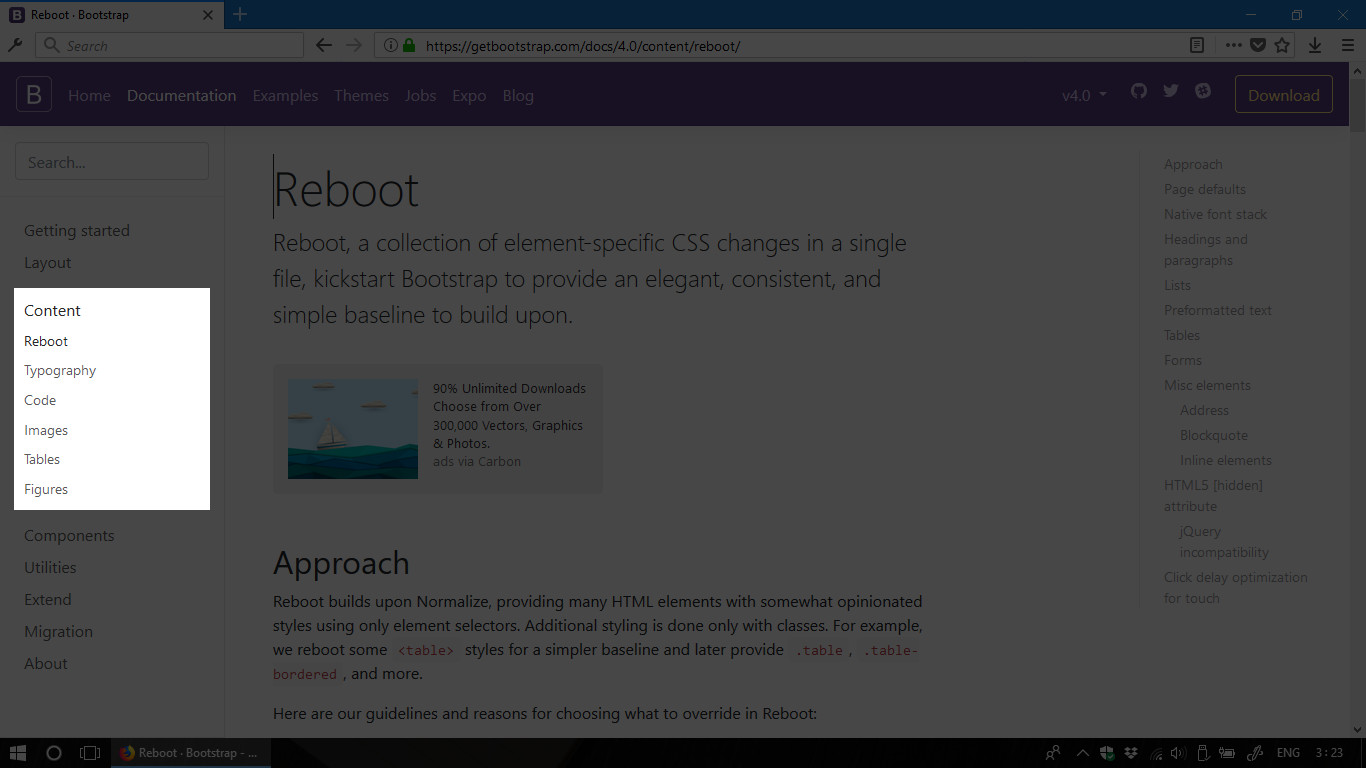 B Reboot · Bootstrap
Search
https://getbootstrap.com/docs/4.0/content/reboot/
B Home Documentation Examples Themes Jobs Expo Blog v4.0 Download
Search...
Getting started
Layout
Content
Reboot
Typography
Code
Images
Tables
Figures
Components
Utilities
Extend
Migration
About
Reboot
Reboot, a collection of element-specific CSS changes in a single
file, kickstart Bootstrap to provide an elegant, consistent, and
simple baseline to build upon.
90% Unlimited Downloads
Choose from Over
300,000 Vectors, Graphics
& Photos.
ads via Carbon
Approach
Reboot builds upon Normalize, providing many HTML elements with somewhat opinionated
styles using only element selectors. Additional styling is done only with classes. For example,
we reboot some <table> styles for a simpler baseline and later provide .table, .table-
bordered, and more.
Here are our guidelines and reasons for choosing what to override in Reboot:
Approach
Page defaults
Native font stack
Headings and
paragraphs
Lists
Preformatted text
Tables
Forms
Misc elements
Address
Blockquote
Inline elements
HTML5 [hidden]
attribute
jQuery
incompatibility
Click delay optimization
for touch
Reboot · Bootstrap - ...
ENG
3:23